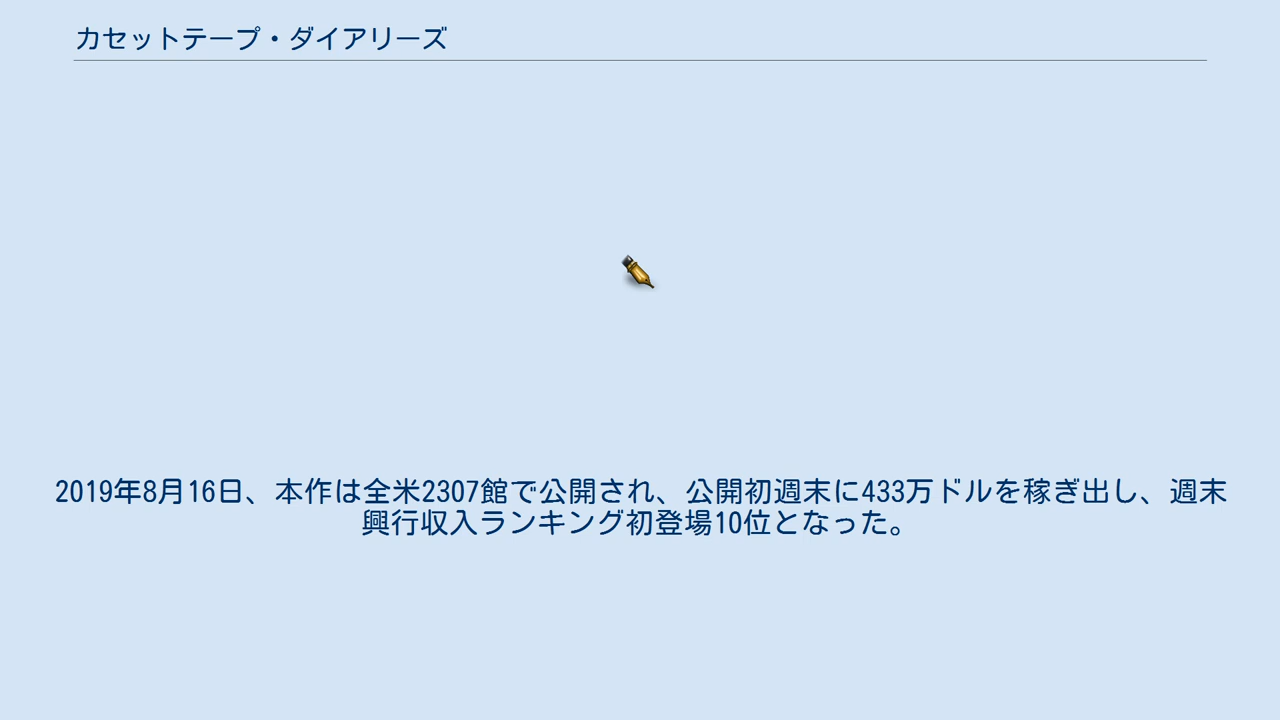 カセットテープ・ダイアリーズ
2019年8月16日、本作は全米2307館で公開され、公開初週末に433万ドルを稼ぎ出し、週末
興行収入ランキング初登場10位となった。